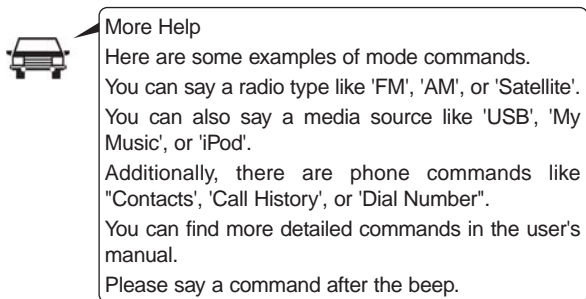 More Help
Here are some examples of mode commands.
You can say a radio type like 'FM', 'AM', or 'Satellite'.
You can also say a media source like 'USB', 'My
Music', or 'iPod'.
Additionally, there are phone commands like
"Contacts', 'Call History', or 'Dial Number".
You can find more detailed commands in the user's
manual.
Please say a command after the beep.